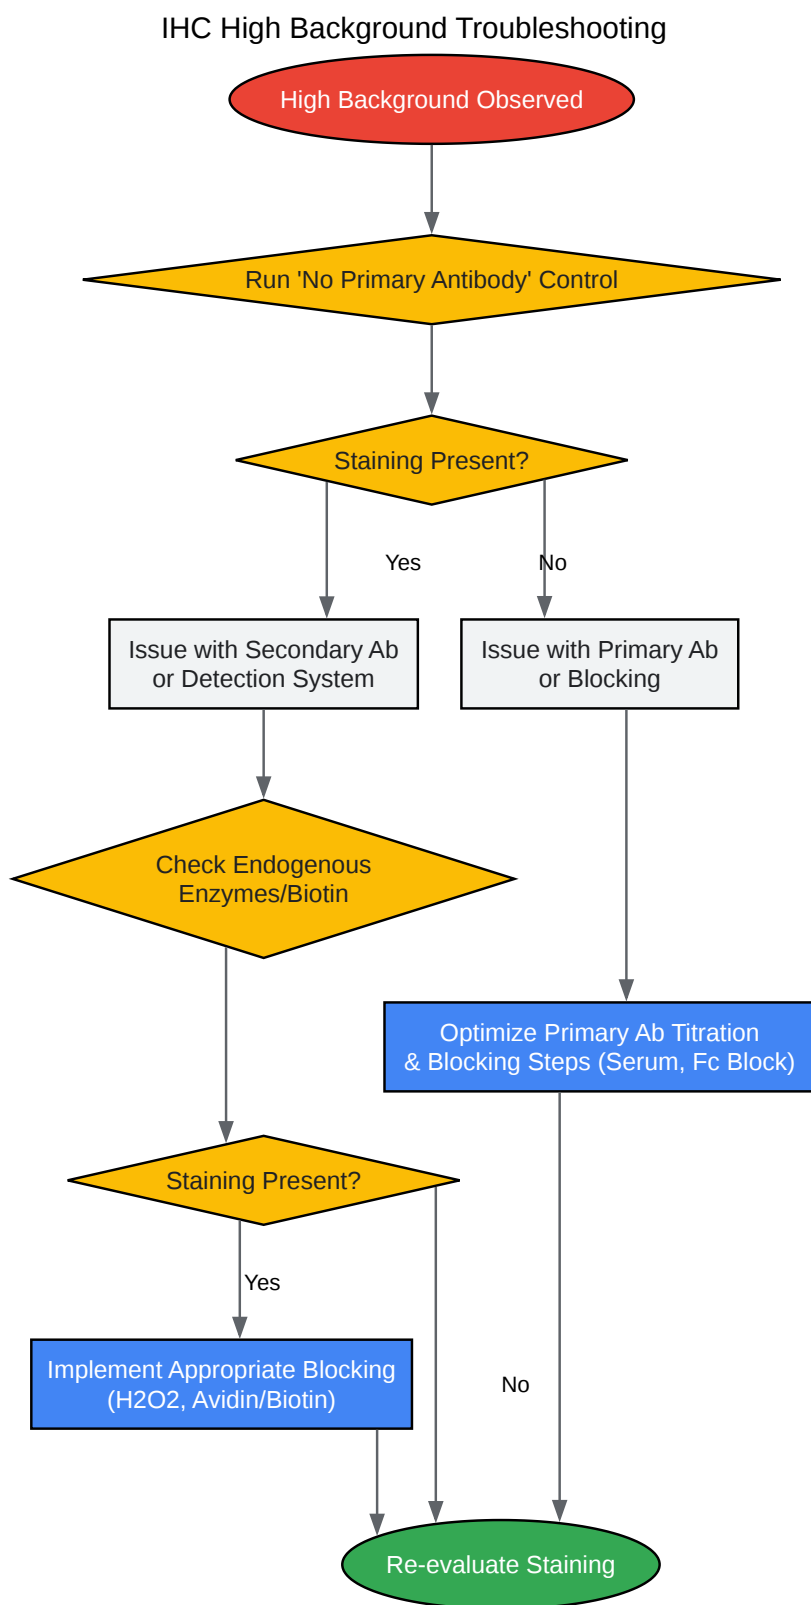 IHC High Background Troubleshooting
High Background Observed
Run 'No Primary Antibody' Control
Staining Present?
Yes
No
Issue with Secondary Ab
or Detection System
Issue with Primary Ab
or Blocking
Check Endogenous
Enzymes/Biotin
Optimize Primary Ab Titration
& Blocking Steps (Serum, Fc Block)
Staining Present?
Yes
Implement Appropriate Blocking
(H2O2, Avidin/Biotin)
No
Re-evaluate Staining